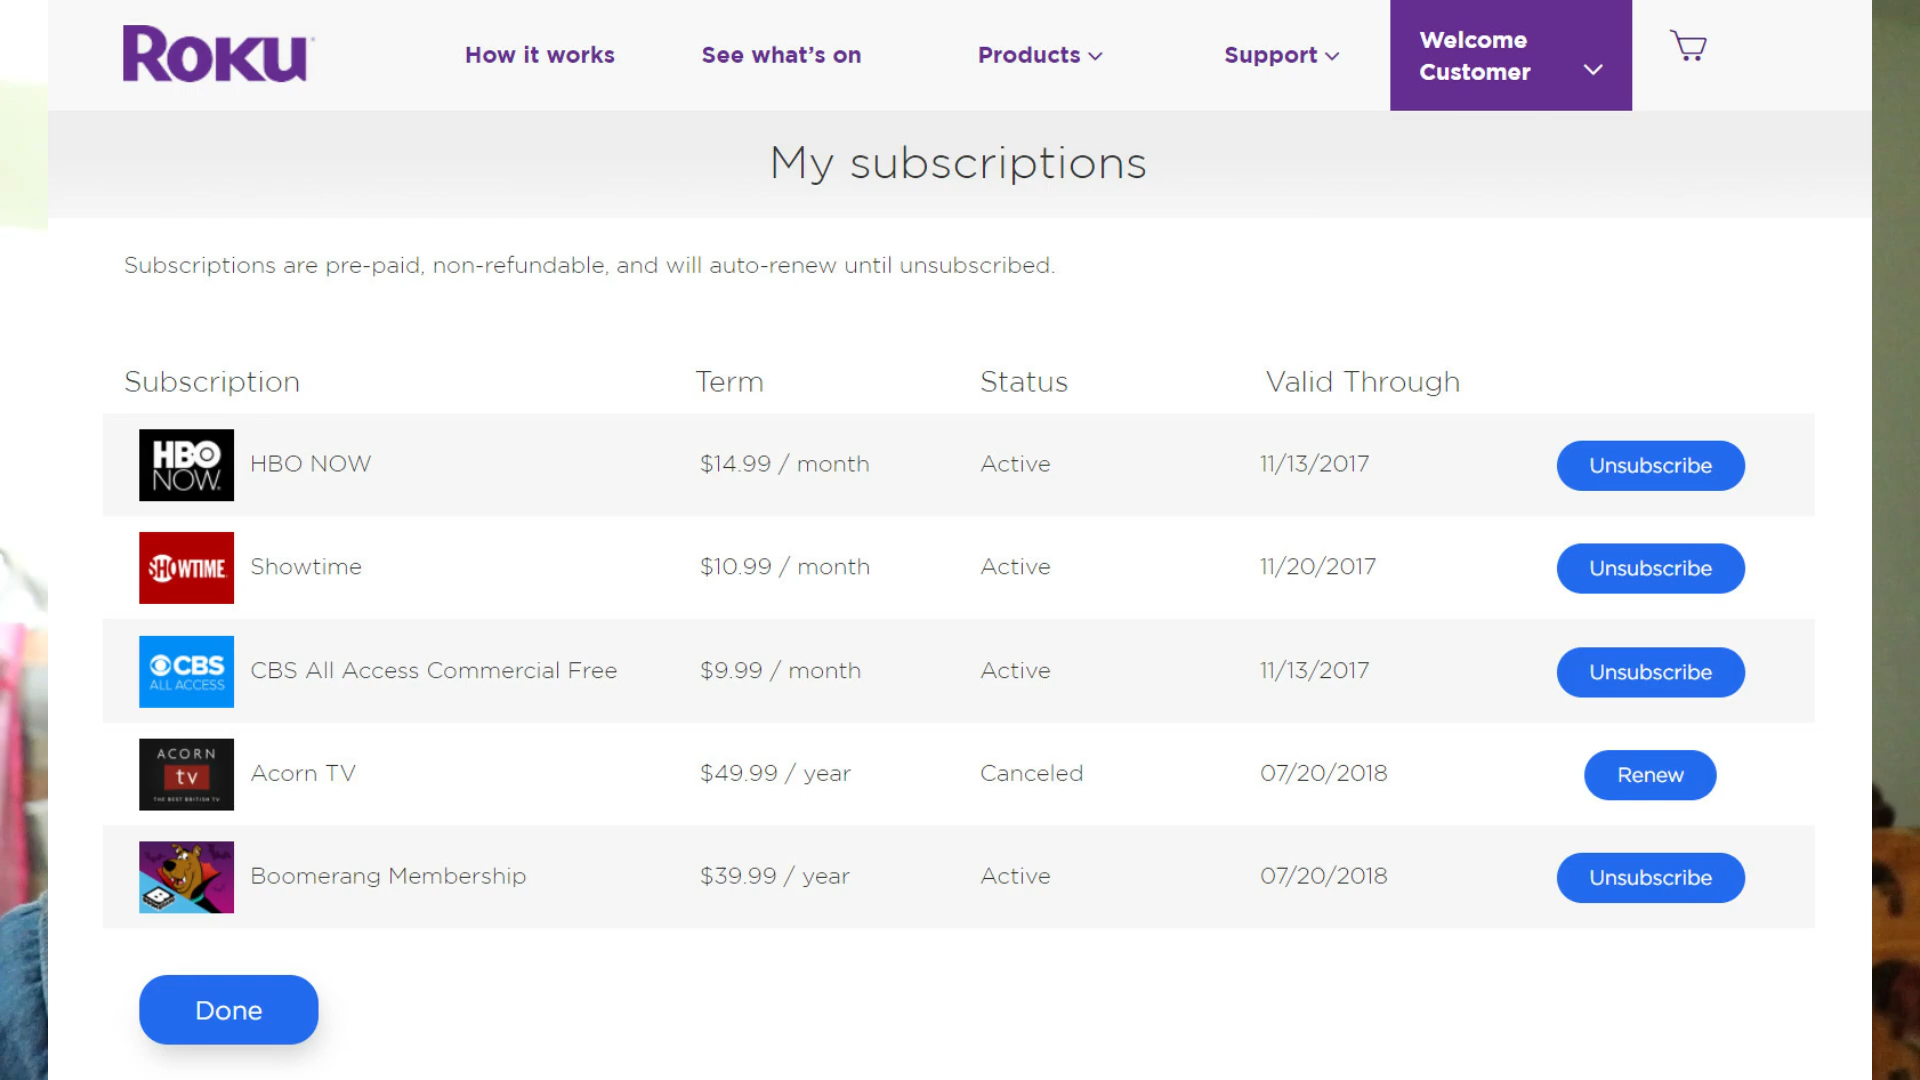 ROKU
How it works
See what's on
Products
Support
Welcome
Customer
My subscriptions
Subscriptions are pre-paid, non-refundable, and will auto-renew until unsubscribed.
Subscription Term Status Valid Through
HBO NOW. HBO NOW $14.99 / month Active 11/13/2017 Unsubscribe
SHOWTIME Showtime $10.99 / month Active 11/20/2017 Unsubscribe
CBS ALL ACCESS CBS All Access Commercial Free $9.99 / month Active 11/13/2017 Unsubscribe
ACORN tv THE BEST BRITISH TV Acorn TV $49.99 / year Canceled 07/20/2018 Renew
Boomerang Membership $39.99 / year Active 07/20/2018 Unsubscribe
Done